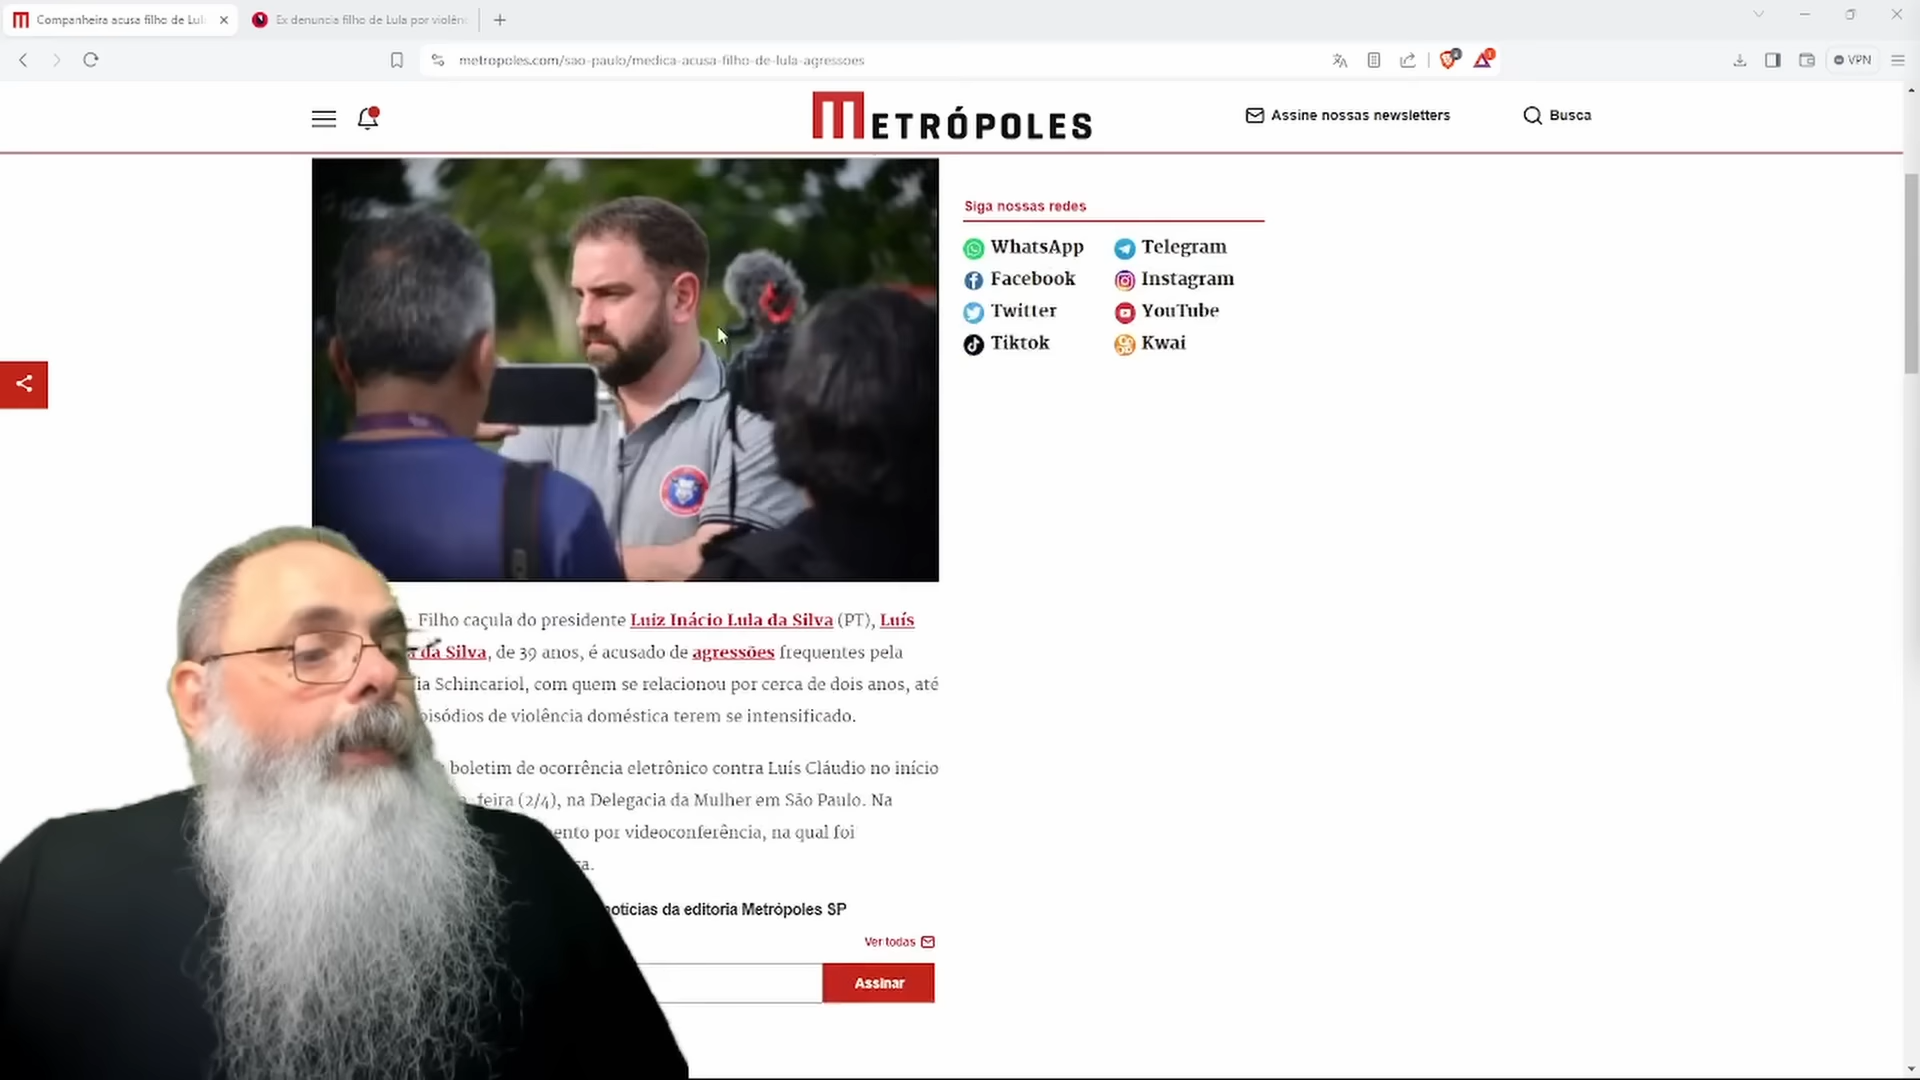 Companheira acusa filho de Lul
Ex denuncia filho de Lula por violên
metropoles.com/sao-paulo/medica-acusa-filho-de-lula-agressoes
VPN
METRÓPOLES
Assine nossas newsletters
Busca
Siga nossas redes
WhatsApp
Telegram
Facebook
Instagram
Twitter
YouTube
Tiktok
Kwai
Filho caçula do presidente Luiz Inácio Lula da Silva (PT), Luís
da Silva, de 39 anos, é acusado de agressões frequentes pela
ia Schincariol, com quem se relacionou por cerca de dois anos, até
isódios de violência doméstica terem se intensificado.
boletim de ocorrência eletrônico contra Luís Cláudio no início
feira (2/4), na Delegacia da Mulher em São Paulo. Na
ento por videoconferência, na qual foi
sa.
notícias da editoria Metrópoles SP
Ver todas
Assinar